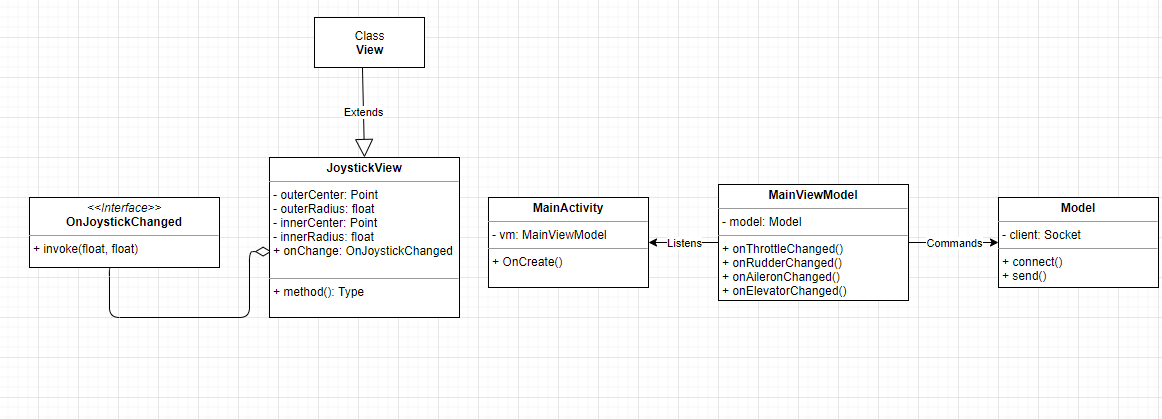 Class
View
Extends
JoystickView
- outerCenter: Point
- outerRadius: float
- innerCenter: Point
- innerRadius: float
+ onChange: OnJoystickChanged
+ method(): Type
<<Interface>>
OnJoystickChanged
+ invoke(float, float)
MainActivity
- vm: MainViewModel
+ OnCreate()
Listens
MainViewModel
- model: Model
+ onThrottleChanged()
+ onRudderChanged()
+ onAileronChanged()
+ onElevatorChanged()
Commands
Model
- client: Socket
+ connect()
+ send()